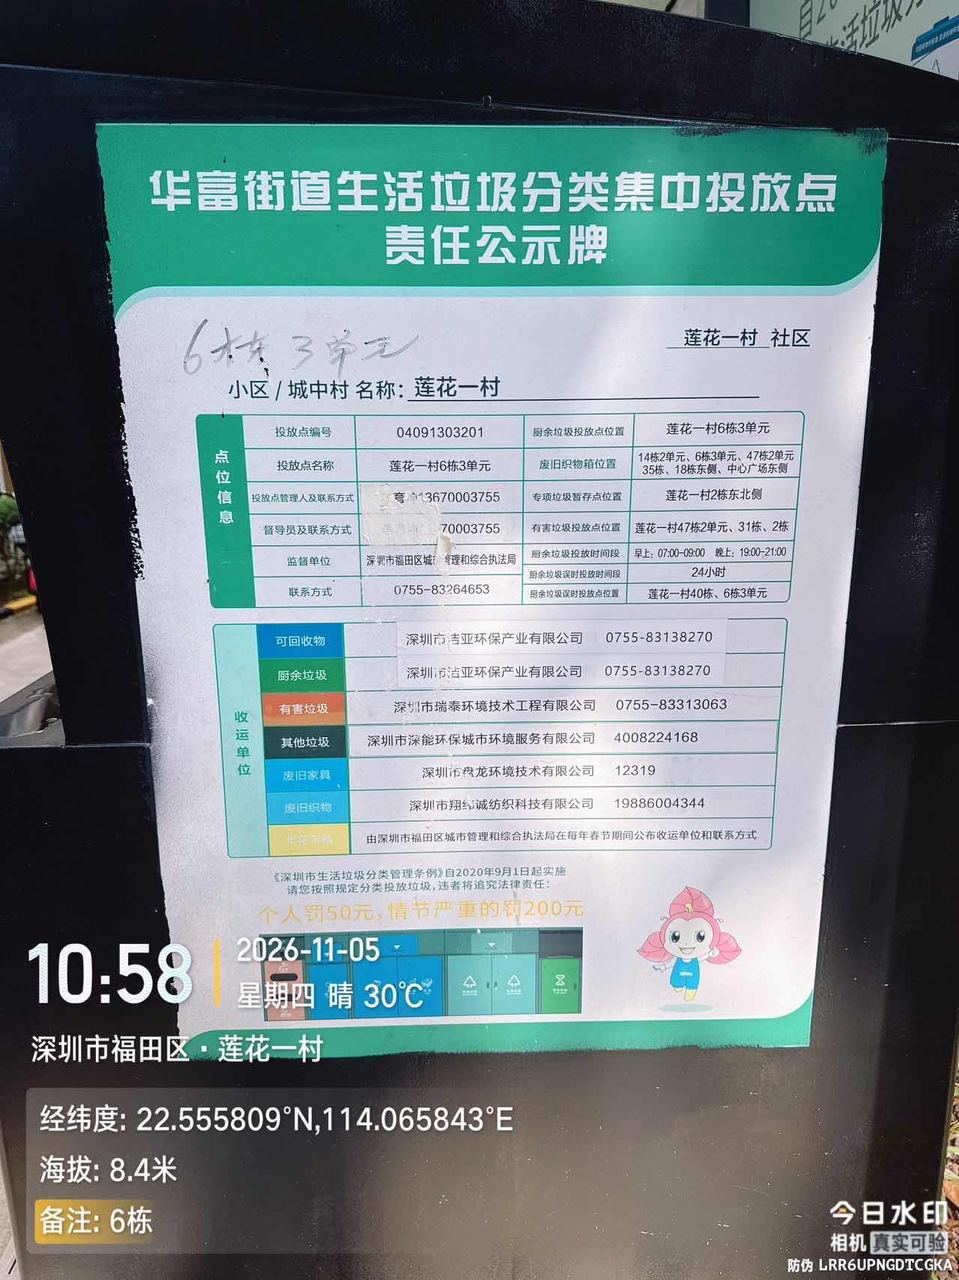 华富街道生活垃圾分类集中投放点
责任公示牌
6栋3单元
莲花一村 社区
小区 / 城中村 名称: 莲花一村
点位信息
投放点编号 04091303201 厨余垃圾投放点位置 莲花一村6栋3单元
投放点名称 莲花一村6栋3单元 废旧织物箱位置 14栋2单元、6栋3单元、47栋2单元
35栋、18栋东侧、中心广场东侧
投放点管理人及联系方式 13670003755 专项垃圾暂存点位置 莲花一村2栋东北侧
督导员及联系方式 70003755 有害垃圾投放点位置 莲花一村47栋2单元、31栋、2栋
监督单位 深圳市福田区城 管理和综合执法局 厨余垃圾投放时间段 早上: 07:00-09:00 晚上: 19:00-21:00
厨余垃圾误时投放时间段 24小时
联系方式 0755-83264653 厨余垃圾误时投放点位置 莲花一村40栋、6栋3单元
收运单位
可回收物 深圳市洁亚环保产业有限公司 0755-83138270
厨余垃圾 深圳市洁亚环保产业有限公司 0755-83138270
有害垃圾 深圳市瑞泰环境技术工程有限公司 0755-83313063
其他垃圾 深圳市深能环保城市环境服务有限公司 4008224168
废旧家具 深圳市盘龙环境技术有限公司 12319
废旧织物 深圳市翔纬诚纺织科技有限公司 19886004344
由深圳市福田区城市管理和综合执法局在每年春节期间公布收运单位和联系方式
《深圳市生活垃圾分类管理条例》自2020年9月1日起实施
请您按照规定分类投放垃圾,违者将追究法律责任:
个人罚50元,情节严重的罚200元
10:58
2026-11-05
星期四 晴 30℃
深圳市福田区·莲花一村
经纬度: 22.555809°N,114.065843°E
海拔: 8.4米
备注: 6栋
今日水印
相机 真实可验
防伪 LRR6UPNGDTCGKA